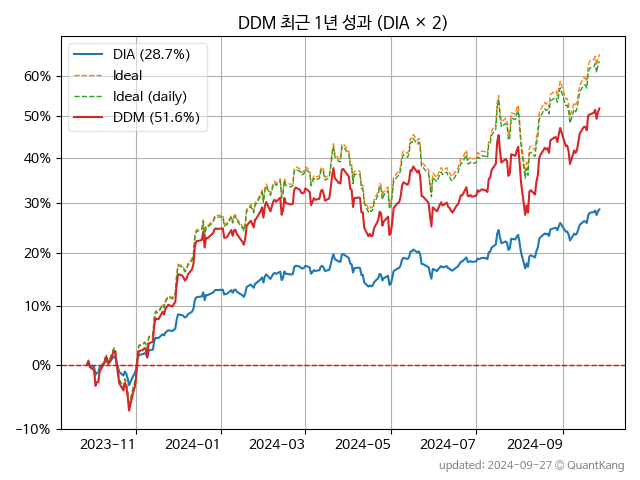 DDM 최근 1년 성과 (DIA × 2)
DIA (28.7%)
Ideal
Ideal (daily)
DDM (51.6%)
60%
50%
40%
30%
20%
10%
0%
−10%
2023−11
2024−01
2024−03
2024−05
2024−07
2024−09
updated: 2024-09-27 © QuantKang